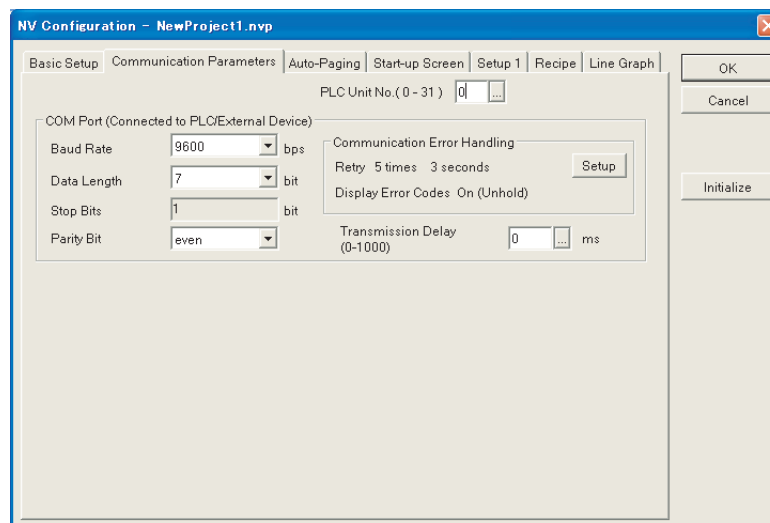 NV Configuration - NewProject1.nvp
Basic Setup Communication Parameters Auto-Paging Start-up Screen Setup 1 Recipe Line Graph
OK
PLC Unit No.( 0 - 31 ) 0 ...
Cancel
COM Port (Connected to PLC/External Device)
Baud Rate 9600 bps
Communication Error Handling
Retry 5 times 3 seconds Setup
Data Length 7 bit
Display Error Codes On (Unhold)
Initialize
Stop Bits 1 bit
Parity Bit even
Transmission Delay
(0-1000)
0 ... ms